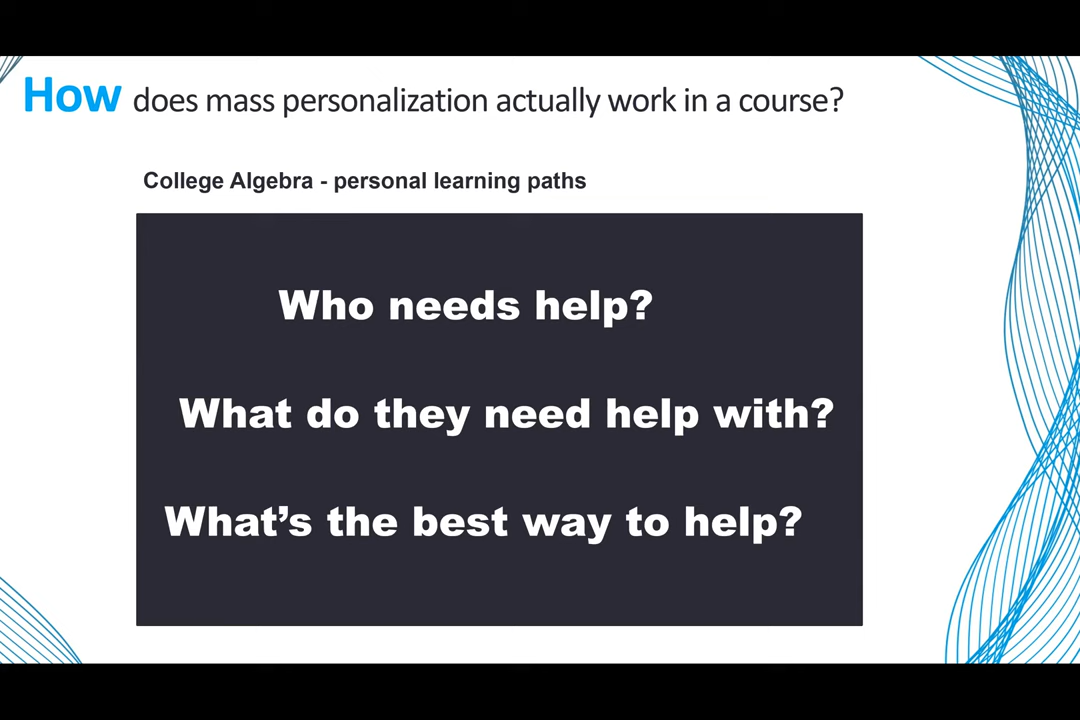 How does mass personalization actually work in a course?
College Algebra - personal learning paths
Who needs help?
What do they need help with?
What’s the best way to help?